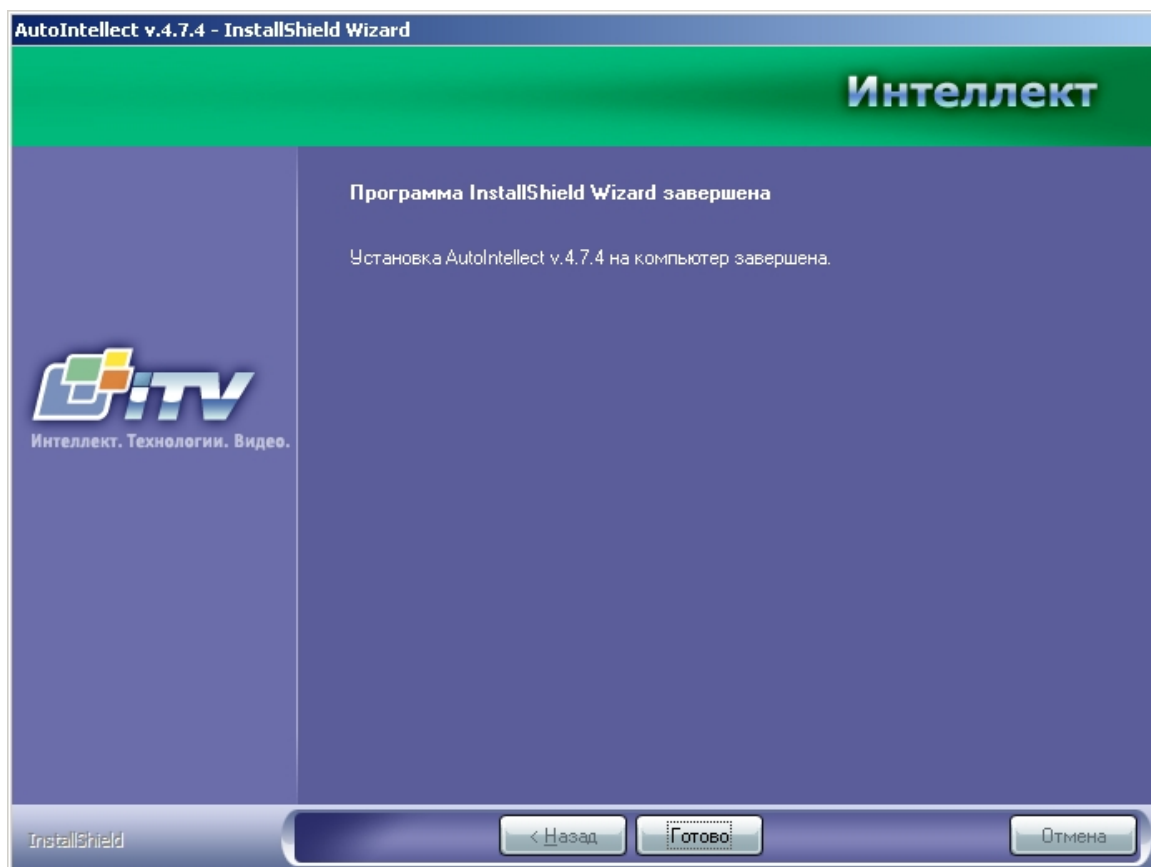 AutoIntellect v.4.7.4 - InstallShield Wizard
Интеллект
Программа InstallShield Wizard завершена
Установка AutoIntellect v.4.7.4 на компьютер завершена.
iTV
Интеллект. Технологии. Видео.
InstallShield
< Назад
Готово
Отмена